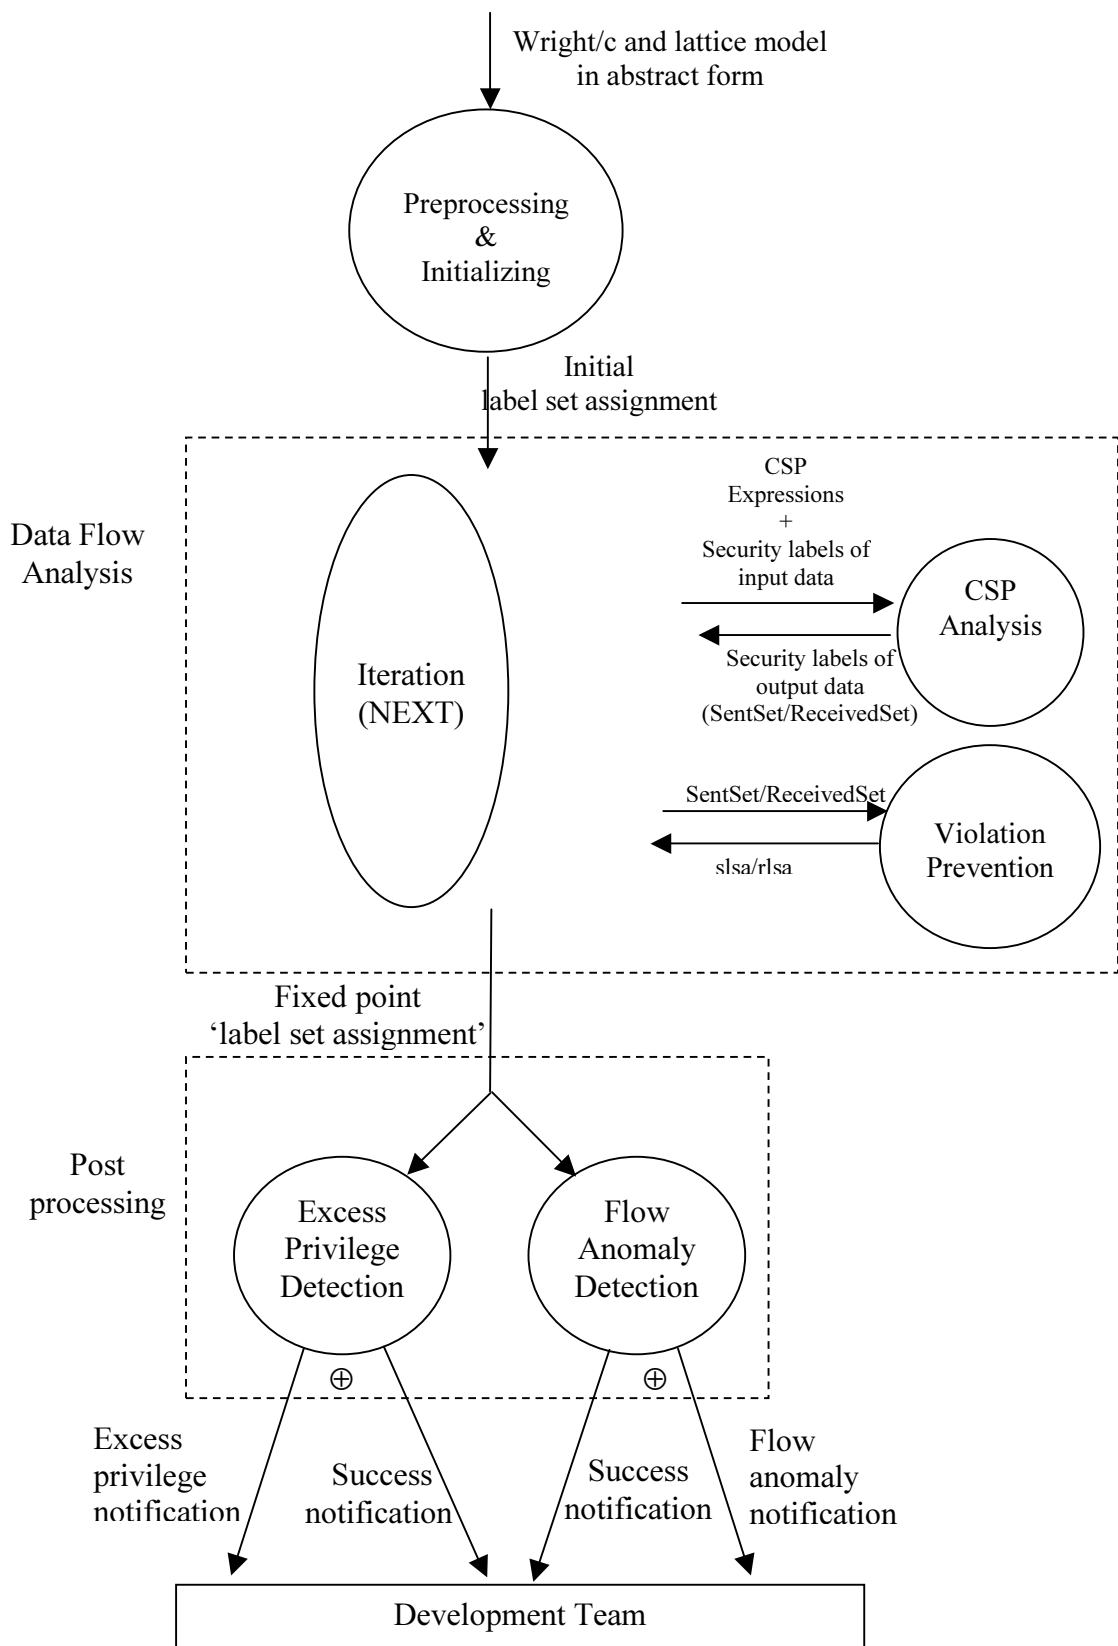 Wright/c and lattice model
in abstract form
Preprocessing
&
Initializing
Initial
label set assignment
Data Flow
Analysis
CSP
Expressions
+
Security labels of
input data
CSP
Analysis
Security labels of
output data
(SentSet/ReceivedSet)
Iteration
(NEXT)
SentSet/ReceivedSet
slsa/rlsa
Violation
Prevention
Fixed point
‘label set assignment’
Post
processing
Excess
Privilege
Detection
Flow
Anomaly
Detection
⊕
⊕
Excess
privilege
notification
Success
notification
Success
notification
Flow
anomaly
notification
Development Team